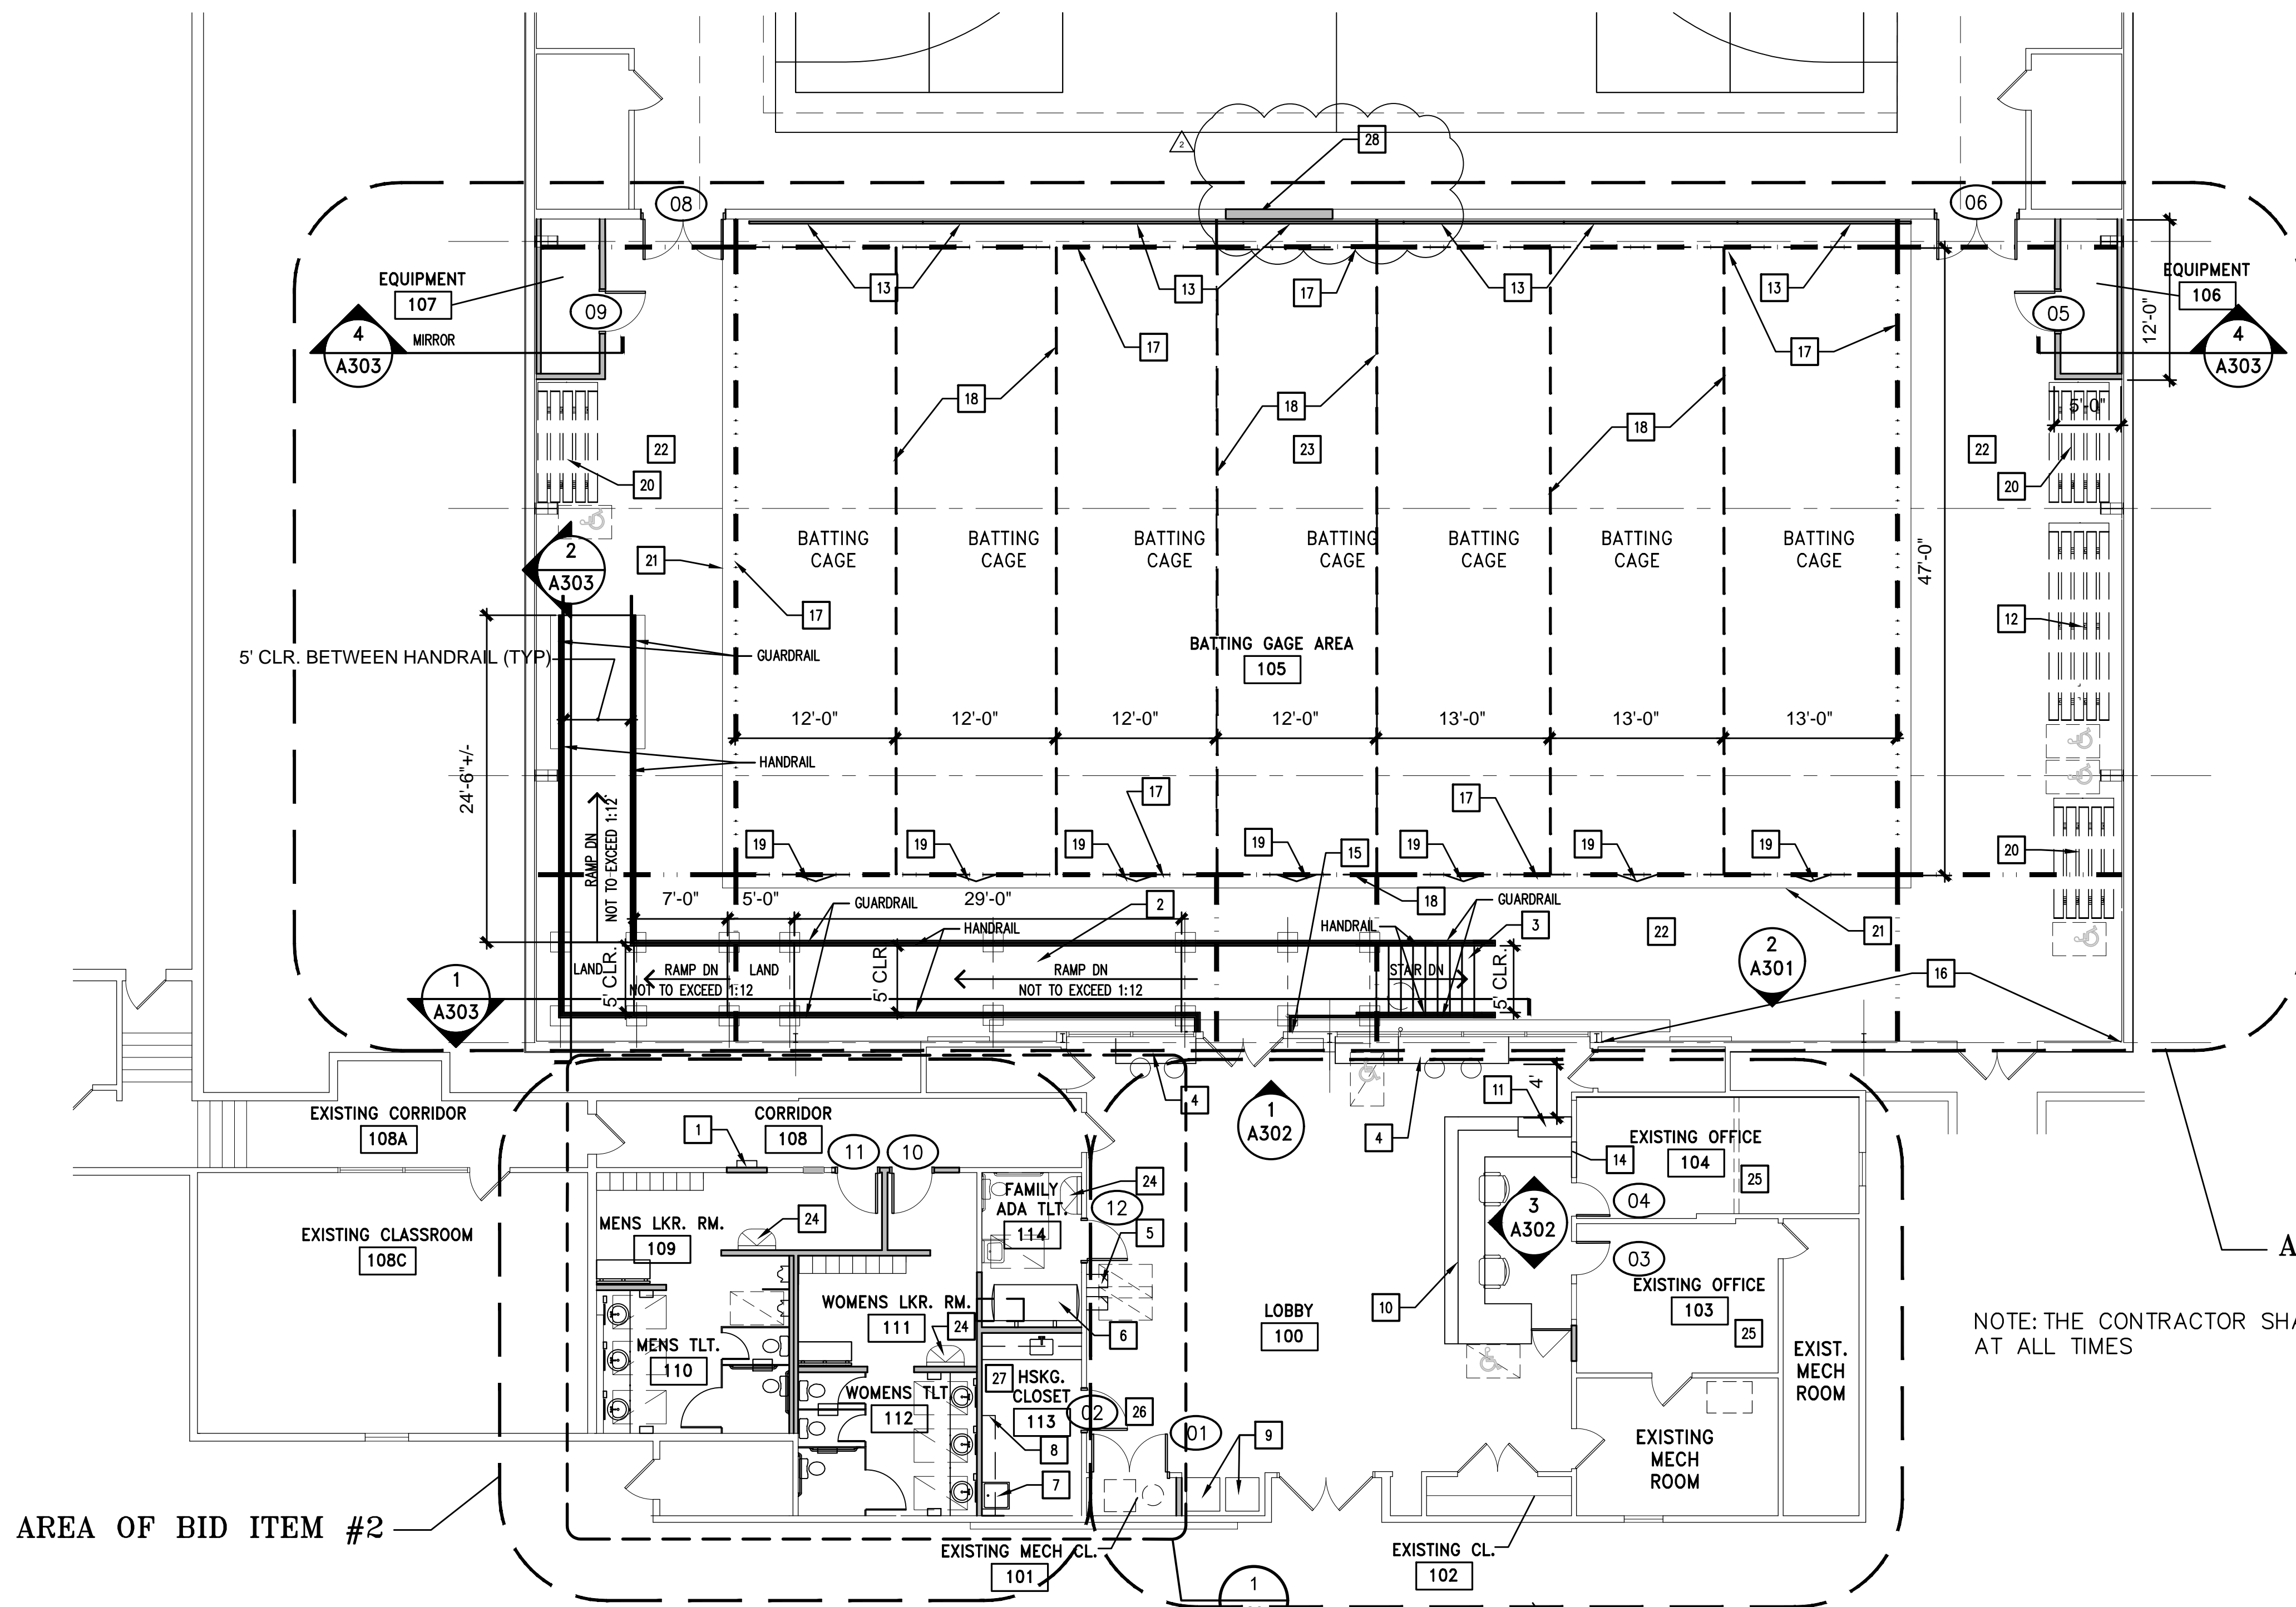 28
2
08
06
EQUIPMENT
107
EQUIPMENT
106
09
05
12'-0"
13
13
13
13
17
17
17
17
4
A303
MIRROR
4
A303
18
18
18
5'-0"
22
23
22
20
20
BATTING
CAGE
BATTING
CAGE
BATTING
CAGE
BATTING
CAGE
BATTING
CAGE
BATTING
CAGE
BATTING
CAGE
2
A303
21
47'-0"
17
12
5' CLR. BETWEEN HANDRAIL (TYP)
GUARDRAIL
BATTING GAGE AREA
105
12'-0"
12'-0"
12'-0"
12'-0"
13'-0"
13'-0"
13'-0"
24'-6"+/-
HANDRAIL
RAMP DN
NOT TO EXCEED 1:12
17
17
19
19
19
19
19
19
19
15
20
7'-0"
5'-0"
29'-0"
GUARDRAIL
2
18
GUARDRAIL
HANDRAIL
HANDRAIL
3
22
21
2
A301
16
LAND
5' CLR.
RAMP DN
NOT TO EXCEED 1:12
LAND
5' CLR.
RAMP DN
NOT TO EXCEED 1:12
STAIR DN
5' CLR.
1
A303
4
4'
11
EXISTING CORRIDOR
108A
CORRIDOR
108
1
11
10
1
A302
4
EXISTING OFFICE
104
14
25
24
FAMILY
ADA TLT.
114
12
04
EXISTING CLASSROOM
108C
MENS LKR. RM.
109
24
5
3
A302
03
EXISTING OFFICE
103
25
A
WOMENS LKR. RM.
111
24
6
LOBBY
100
10
NOTE: THE CONTRACTOR SHA
AT ALL TIMES
MENS TLT.
110
EXIST.
MECH
ROOM
27
HSKG.
CLOSET
113
WOMENS TLT
112
02
26
01
9
8
7
EXISTING
MECH
ROOM
AREA OF BID ITEM #2
EXISTING MECH CL.
101
EXISTING CL.
102
1